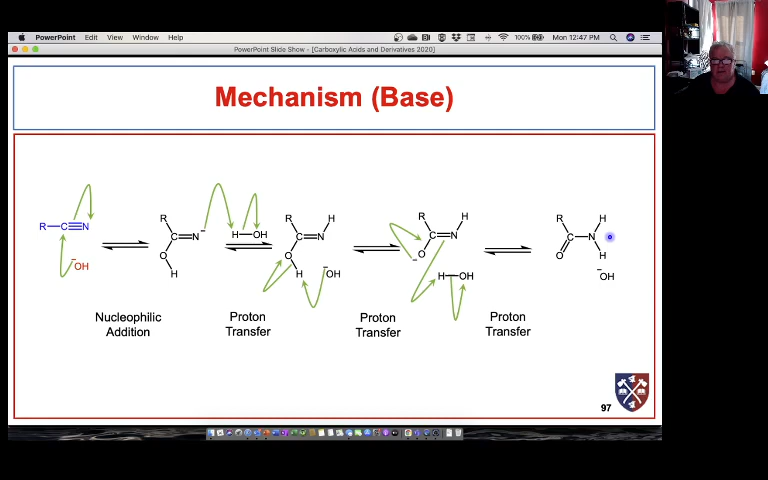 PowerPoint Edit View Window Help 100% Mon 12:47 PM
PowerPoint Slide Show - [Carboxylic Acids and Derivatives 2020]
Mechanism (Base)
R H R H R H
R—C≡N C=N⁻ H—OH C=N C=N C N
⁻OH O O O⁻ O H
H H ⁻OH H—OH ⁻OH
Nucleophilic
Addition
Proton
Transfer
Proton
Transfer
Proton
Transfer
97